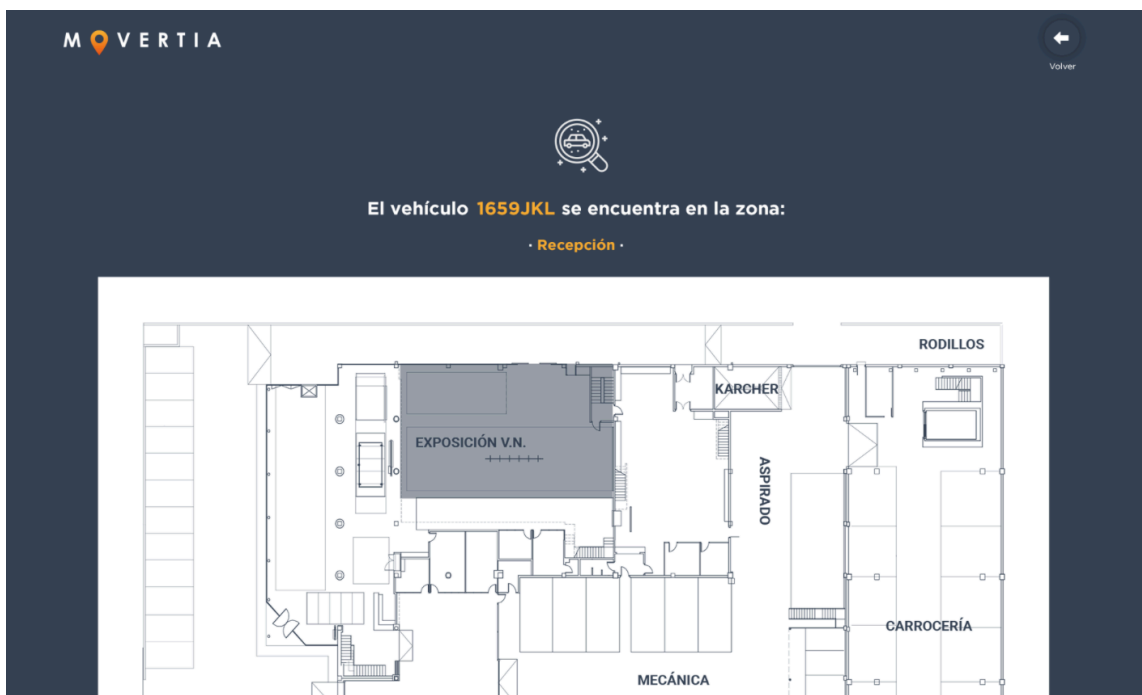 MOVERTIA
Volver
El vehículo 1659JKL se encuentra en la zona:
· Recepción ·
RODILLOS
KARCHER
EXPOSICIÓN V.N.
ASPIRADO
CARROCERÍA
MECÁNICA